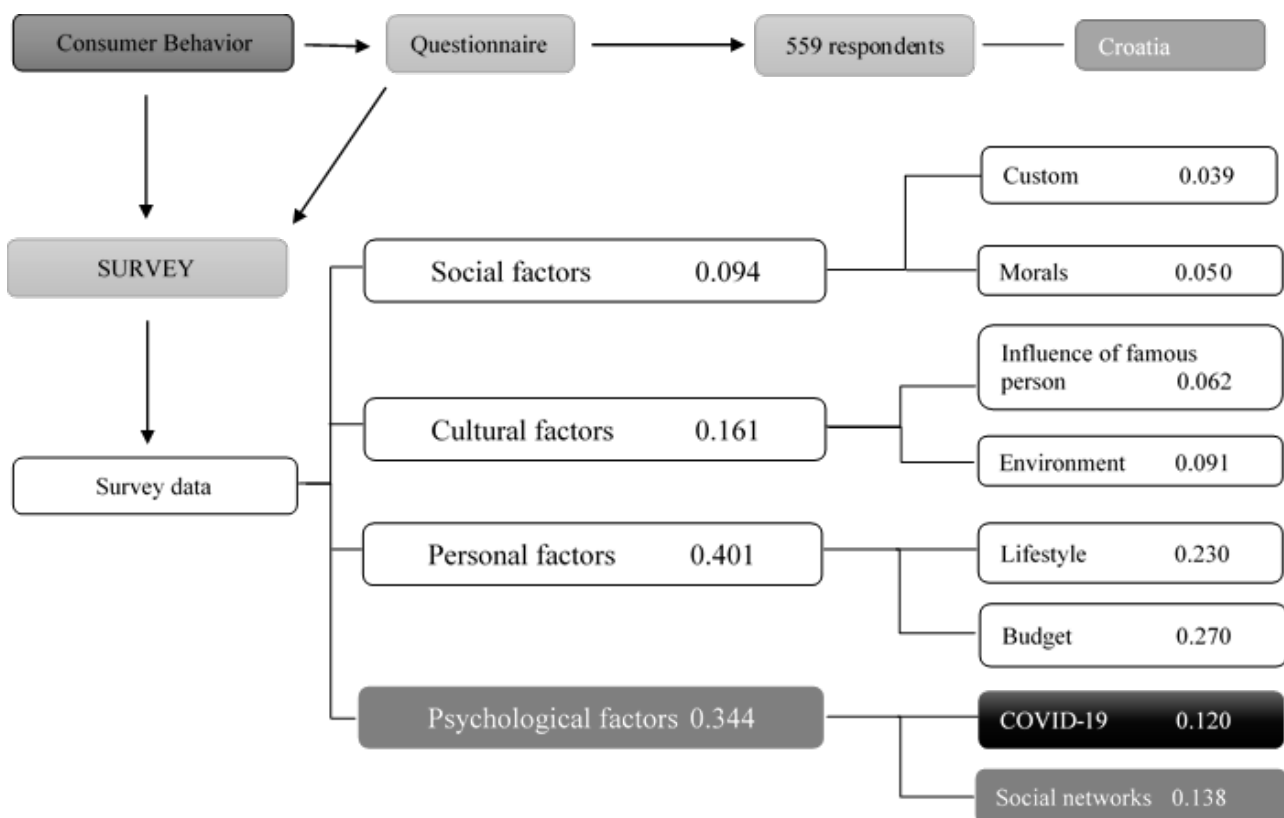 Consumer Behavior
Questionnaire
559 respondents
Croatia
Custom 0.039
SURVEY
Social factors 0.094
Morals 0.050
Influence of famous
person 0.062
Cultural factors 0.161
Environment 0.091
Survey data
Personal factors 0.401
Lifestyle 0.230
Budget 0.270
Psychological factors 0.344
COVID-19 0.120
Social networks 0.138